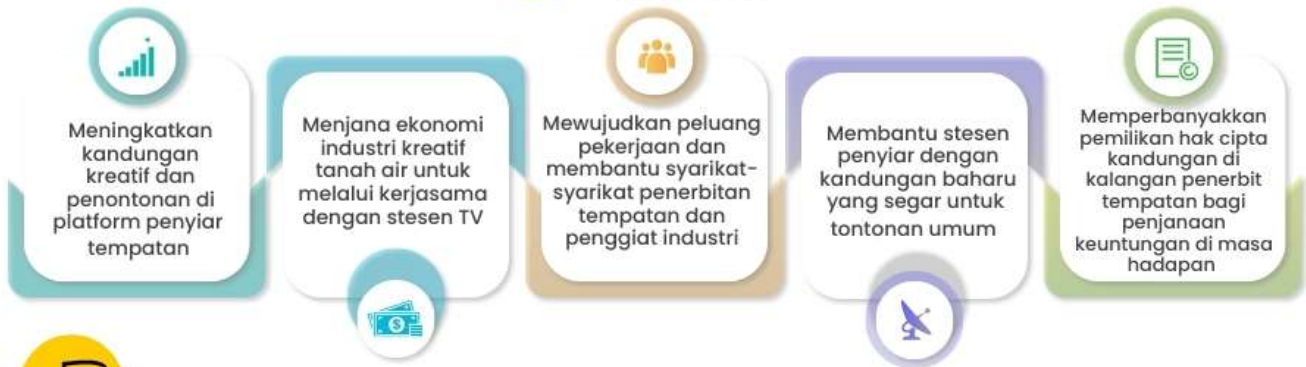 Meningkatkan
kandungan
kreatif dan
penontonan di
platform penyiar
tempatan
Menjana ekonomi
industri kreatif
tanah air untuk
melalui kerjasama
dengan stesen TV
Mewujudkan peluang
pekerjaan dan
membantu syarikat-
syarikat penerbitan
tempatan dan
penggiat industri
Membantu stesen
penyiar dengan
kandungan baharu
yang segar untuk
tontonan umum
Memperbanyakkan
pemilikan hak cipta
kandungan di
kalangan penerbit
tempatan bagi
penjanaan
keuntungan di masa
hadapan